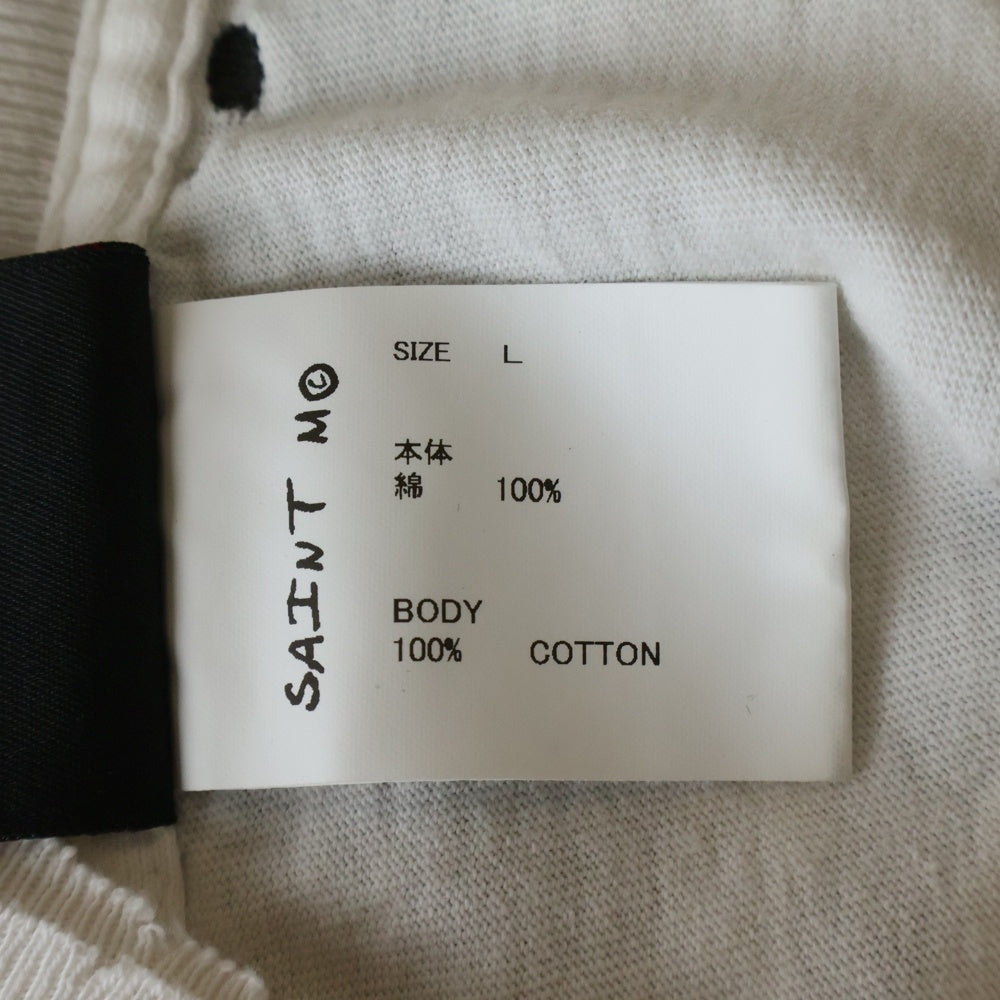 SAINT M©
SIZE L
本体
綿 100%
BODY
100% COTTON